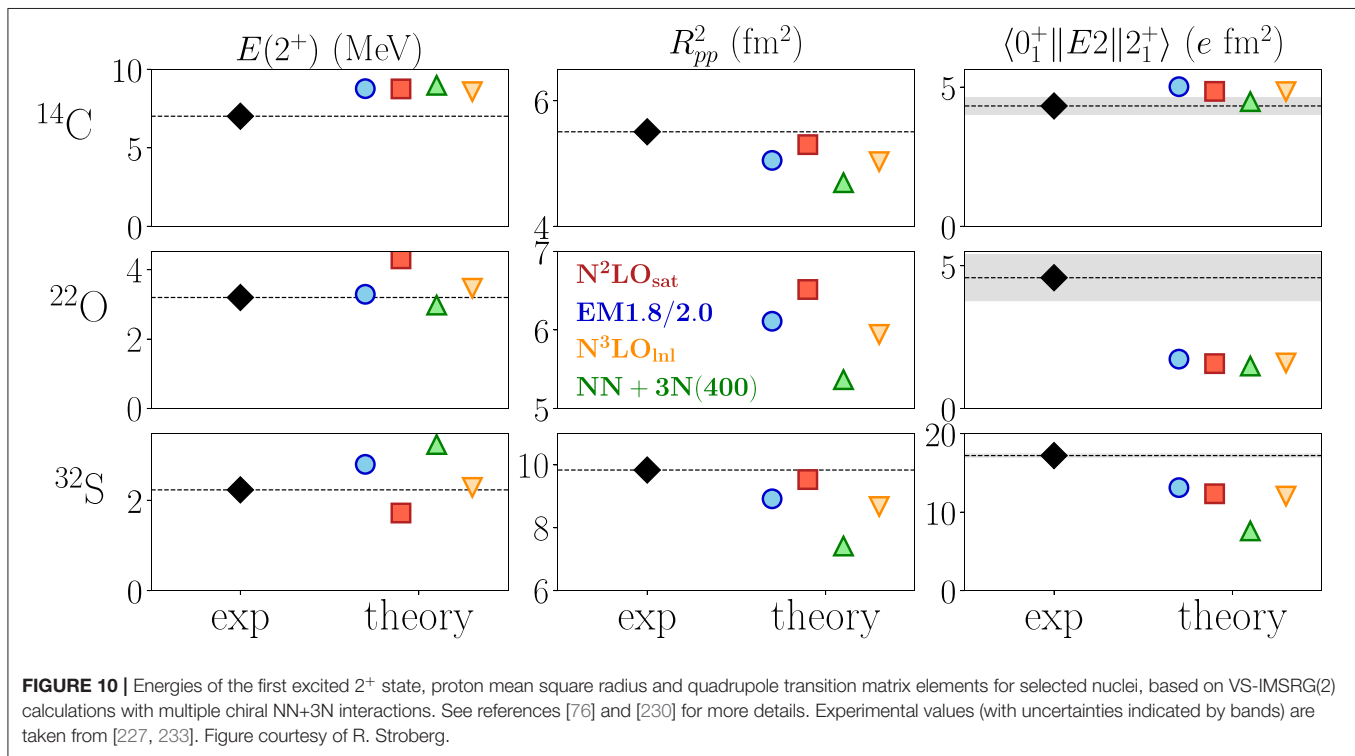 E(2⁺) (MeV)
R²ₚₚ (fm²)
⟨0₁⁺‖E2‖2₁⁺⟩ (e fm²)
¹⁴C
10
5
0
6
4
5
0
²²O
4
2
0
7
6
5
N²LO_sat
EM1.8/2.0
N³LO_lnl
NN + 3N(400)
5
0
³²S
2
0
10
8
6
20
10
0
exp theory
exp theory
exp theory
FIGURE 10 | Energies of the first excited 2⁺ state, proton mean square radius and quadrupole transition matrix elements for selected nuclei, based on VS-IMSRG(2)
calculations with multiple chiral NN+3N interactions. See references [76] and [230] for more details. Experimental values (with uncertainties indicated by bands) are
taken from [227, 233]. Figure courtesy of R. Stroberg.